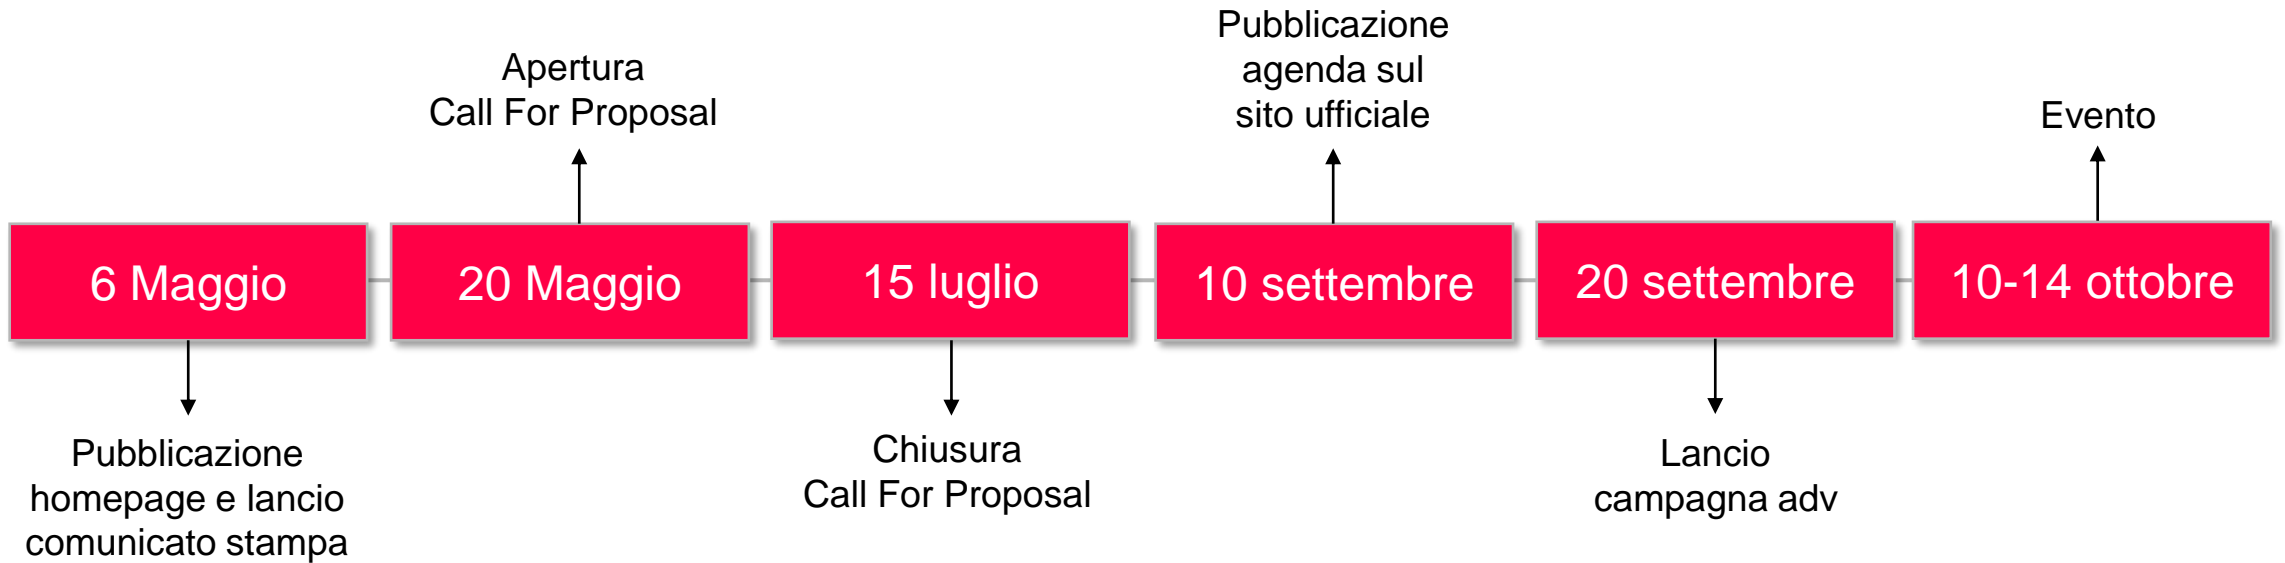 Apertura
Call For Proposal
Pubblicazione
agenda sul
sito ufficiale
Evento
6 Maggio
20 Maggio
15 luglio
10 settembre
20 settembre
10-14 ottobre
Pubblicazione
homepage e lancio
comunicato stampa
Chiusura
Call For Proposal
Lancio
campagna adv